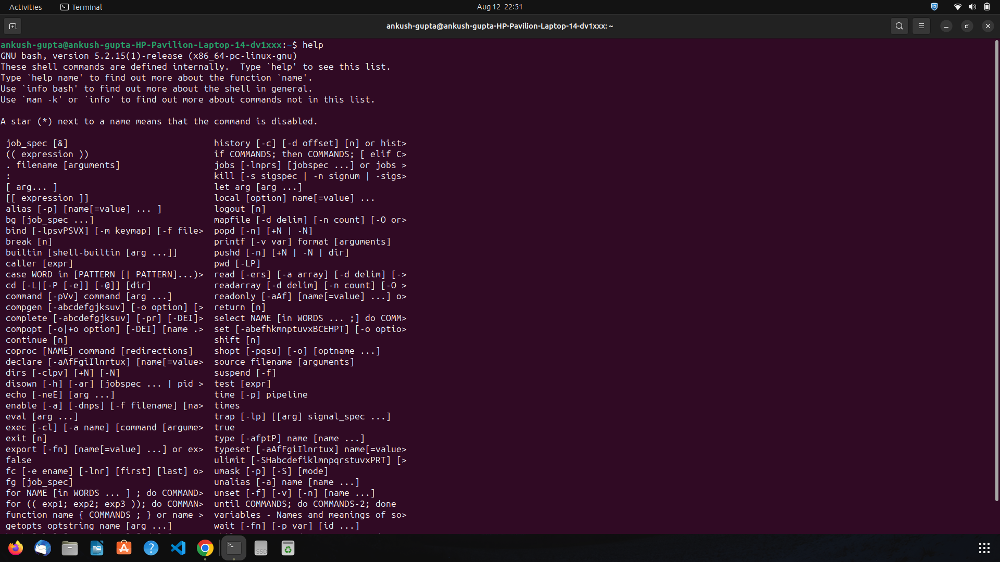 Activities Terminal Aug 12 22:51
ankush-gupta@ankush-gupta-HP-Pavilion-Laptop-14-dv1xxx: ~
ankush-gupta@ankush-gupta-HP-Pavilion-Laptop-14-dv1xxx:~$ help
GNU bash, version 5.2.15(1)-release (x86_64-pc-linux-gnu)
These shell commands are defined internally.  Type `help' to see this list.
Type `help name' to find out more about the function `name'.
Use `info bash' to find out more about the shell in general.
Use `man -k' or `info' to find out more about commands not in this list.
A star (*) next to a name means that the command is disabled.
job_spec [&]                            history [-c] [-d offset] [n] or hist>
(( expression ))                        if COMMANDS; then COMMANDS; [ elif C>
. filename [arguments]                  jobs [-lnprs] [jobspec ...] or jobs >
:                                       kill [-s sigspec | -n signum | -sigs>
[ arg... ]                              let arg [arg ...]
[[ expression ]]                        local [option] name[=value] ...
alias [-p] [name[=value] ... ]          logout [n]
bg [job_spec ...]                       mapfile [-d delim] [-n count] [-O or>
bind [-lpsvPSVX] [-m keymap] [-f file>  popd [-n] [+N | -N]
break [n]                               printf [-v var] format [arguments]
builtin [shell-builtin [arg ...]]       pushd [-n] [+N | -N | dir]
caller [expr]                           pwd [-LP]
case WORD in [PATTERN [| PATTERN]...)>  read [-ers] [-a array] [-d delim] [->
cd [-L|[-P [-e]] [-@]] [dir]            readarray [-d delim] [-n count] [-O >
command [-pVv] command [arg ...]        readonly [-aAf] [name[=value] ...] o>
compgen [-abcdefgjksuv] [-o option] [>  return [n]
complete [-abcdefgjksuv] [-pr] [-DEI]>  select NAME [in WORDS ... ;] do COMM>
compopt [-o|+o option] [-DEI] [name .>  set [-abefhkmnptuvxBCEHPT] [-o optio>
continue [n]                            shift [n]
coproc [NAME] command [redirections]    shopt [-pqsu] [-o] [optname ...]
declare [-aAfFgiIlnrtux] [name[=value>  source filename [arguments]
dirs [-clpv] [+N] [-N]                  suspend [-f]
disown [-h] [-ar] [jobspec ... | pid >  test [expr]
echo [-neE] [arg ...]                   time [-p] pipeline
enable [-a] [-dnps] [-f filename] [na>  times
eval [arg ...]                          trap [-lp] [[arg] signal_spec ...]
exec [-cl] [-a name] [command [argume>  true
exit [n]                                type [-afptP] name [name ...]
export [-fn] [name[=value] ...] or ex>  typeset [-aAfFgiIlnrtux] name[=value>
false                                   ulimit [-SHabcdefiklmnpqrstuvxPRT] [>
fc [-e ename] [-lnr] [first] [last] o>  umask [-p] [-S] [mode]
fg [job_spec]                           unalias [-a] name [name ...]
for NAME [in WORDS ... ] ; do COMMAND>  unset [-f] [-v] [-n] [name ...]
for (( exp1; exp2; exp3 )); do COMMAN>  until COMMANDS; do COMMANDS-2; done
function name { COMMANDS ; } or name >  variables - Names and meanings of so>
getopts optstring name [arg ...]        wait [-fn] [-p var] [id ...]
SSD